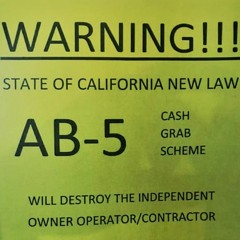 WARNING!!!
STATE OF CALIFORNIA NEW LAW
AB-5
CASH
GRAB
SCHEME
WILL DESTROY THE INDEPENDENT
OWNER OPERATOR/CONTRACTOR